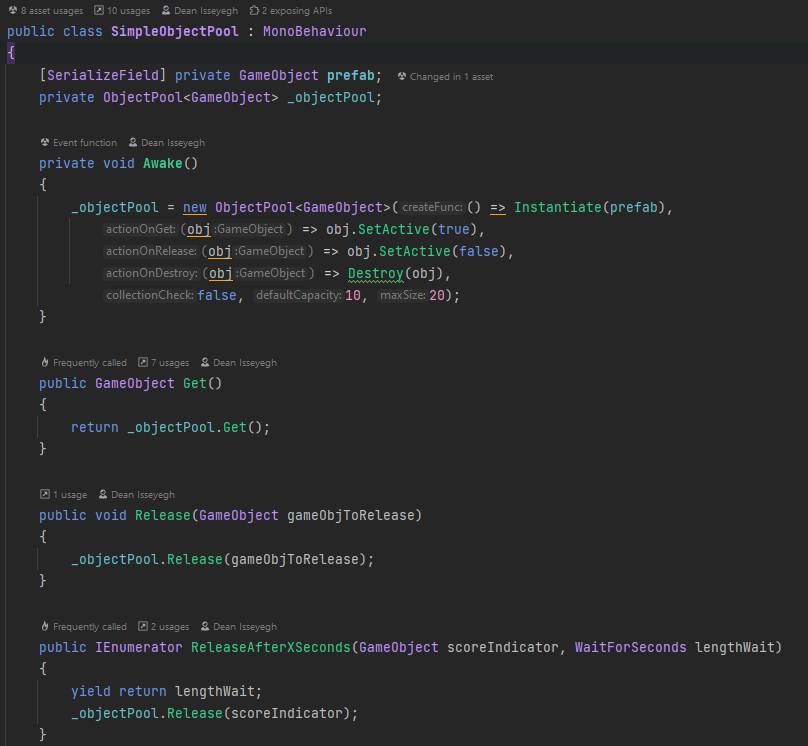 8 asset usages 10 usages Dean Isseyegh 2 exposing APIs
public class SimpleObjectPool : MonoBehaviour
{
[SerializeField] private GameObject prefab; Changed in 1 asset
private ObjectPool<GameObject> _objectPool;
Event function Dean Isseyegh
private void Awake()
{
_objectPool = new ObjectPool<GameObject>( createFunc: () => Instantiate(prefab),
actionOnGet: (obj :GameObject ) => obj.SetActive(true),
actionOnRelease: (obj :GameObject ) => obj.SetActive(false),
actionOnDestroy: (obj :GameObject ) => Destroy(obj),
collectionCheck: false, defaultCapacity: 10, maxSize: 20);
}
Frequently called 7 usages Dean Isseyegh
public GameObject Get()
{
return _objectPool.Get();
}
1 usage Dean Isseyegh
public void Release(GameObject gameObjToRelease)
{
_objectPool.Release(gameObjToRelease);
}
Frequently called 2 usages Dean Isseyegh
public IEnumerator ReleaseAfterXSeconds(GameObject scoreIndicator, WaitForSeconds lengthWait)
{
yield return lengthWait;
_objectPool.Release(scoreIndicator);
}